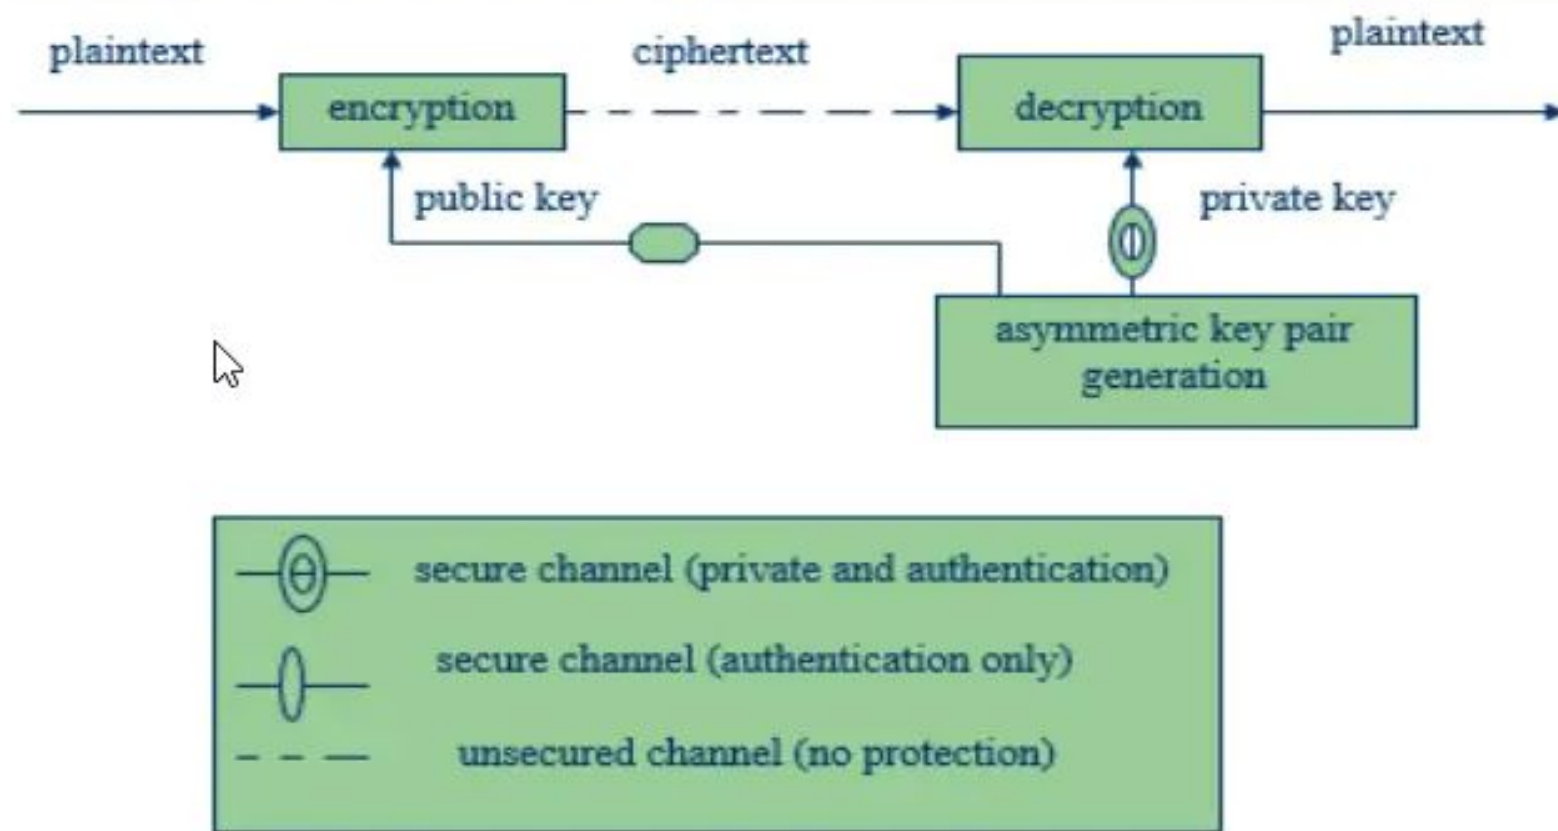 plaintext
ciphertext
plaintext
encryption
decryption
public key
private key
asymmetric key pair
generation
secure channel (private and authentication)
secure channel (authentication only)
unsecured channel (no protection)